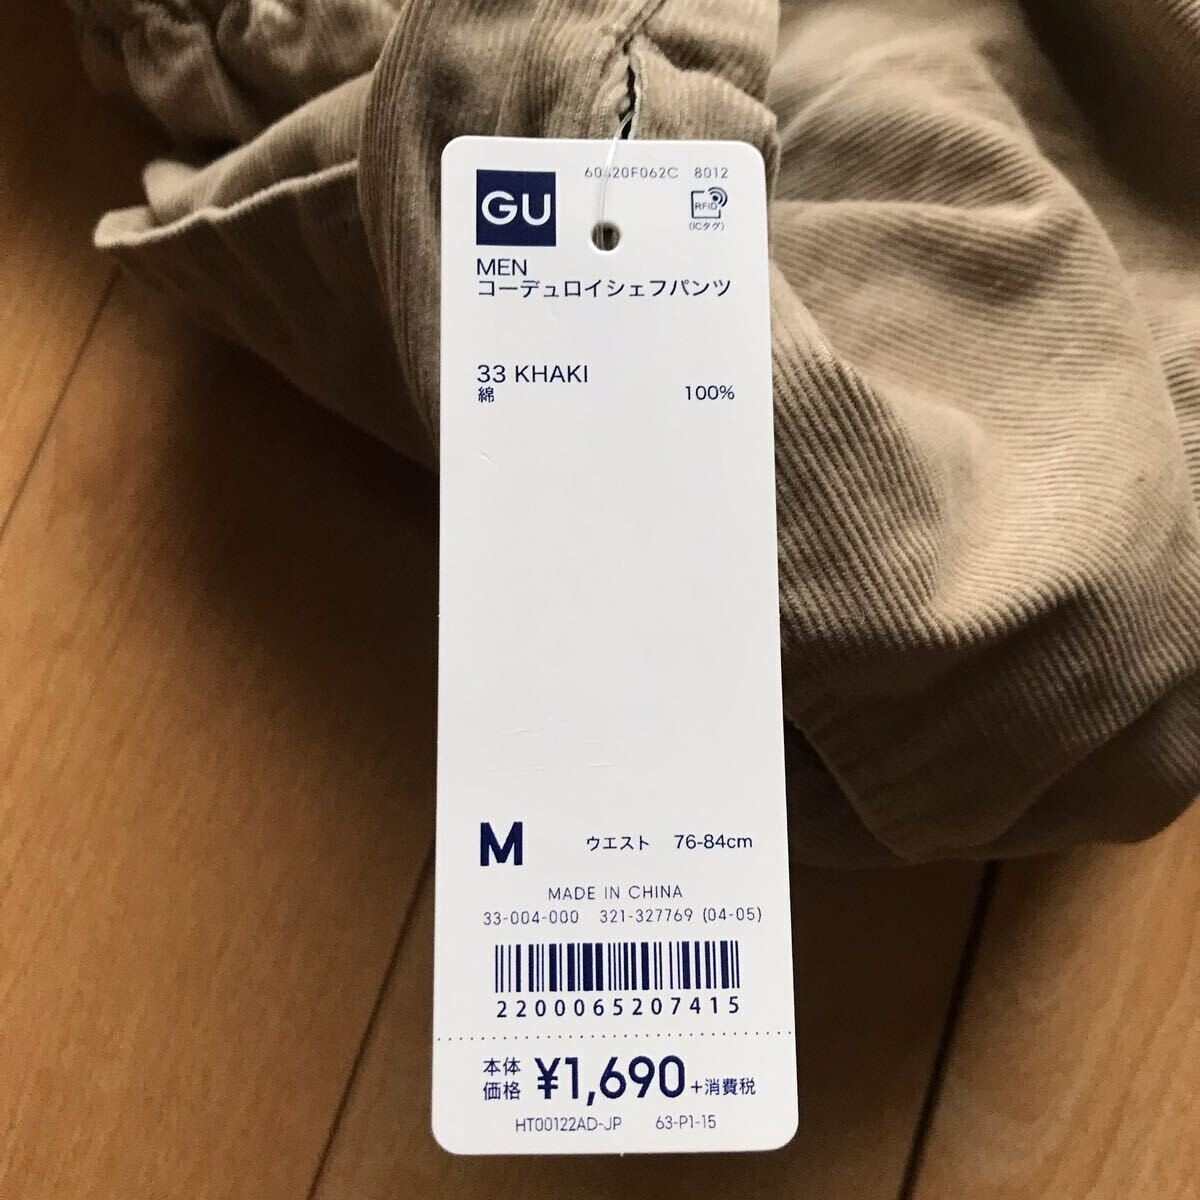 GU
60420F062C 8012
RFID
(ICタグ)
MEN
コーデュロイシェフパンツ
33 KHAKI
綿 100%
M ウエスト 76-84cm
MADE IN CHINA
33-004-000 321-327769 (04-05)
2200065207415
本体価格 ¥1,690+消費税
HT00122AD-JP 63-P1-15